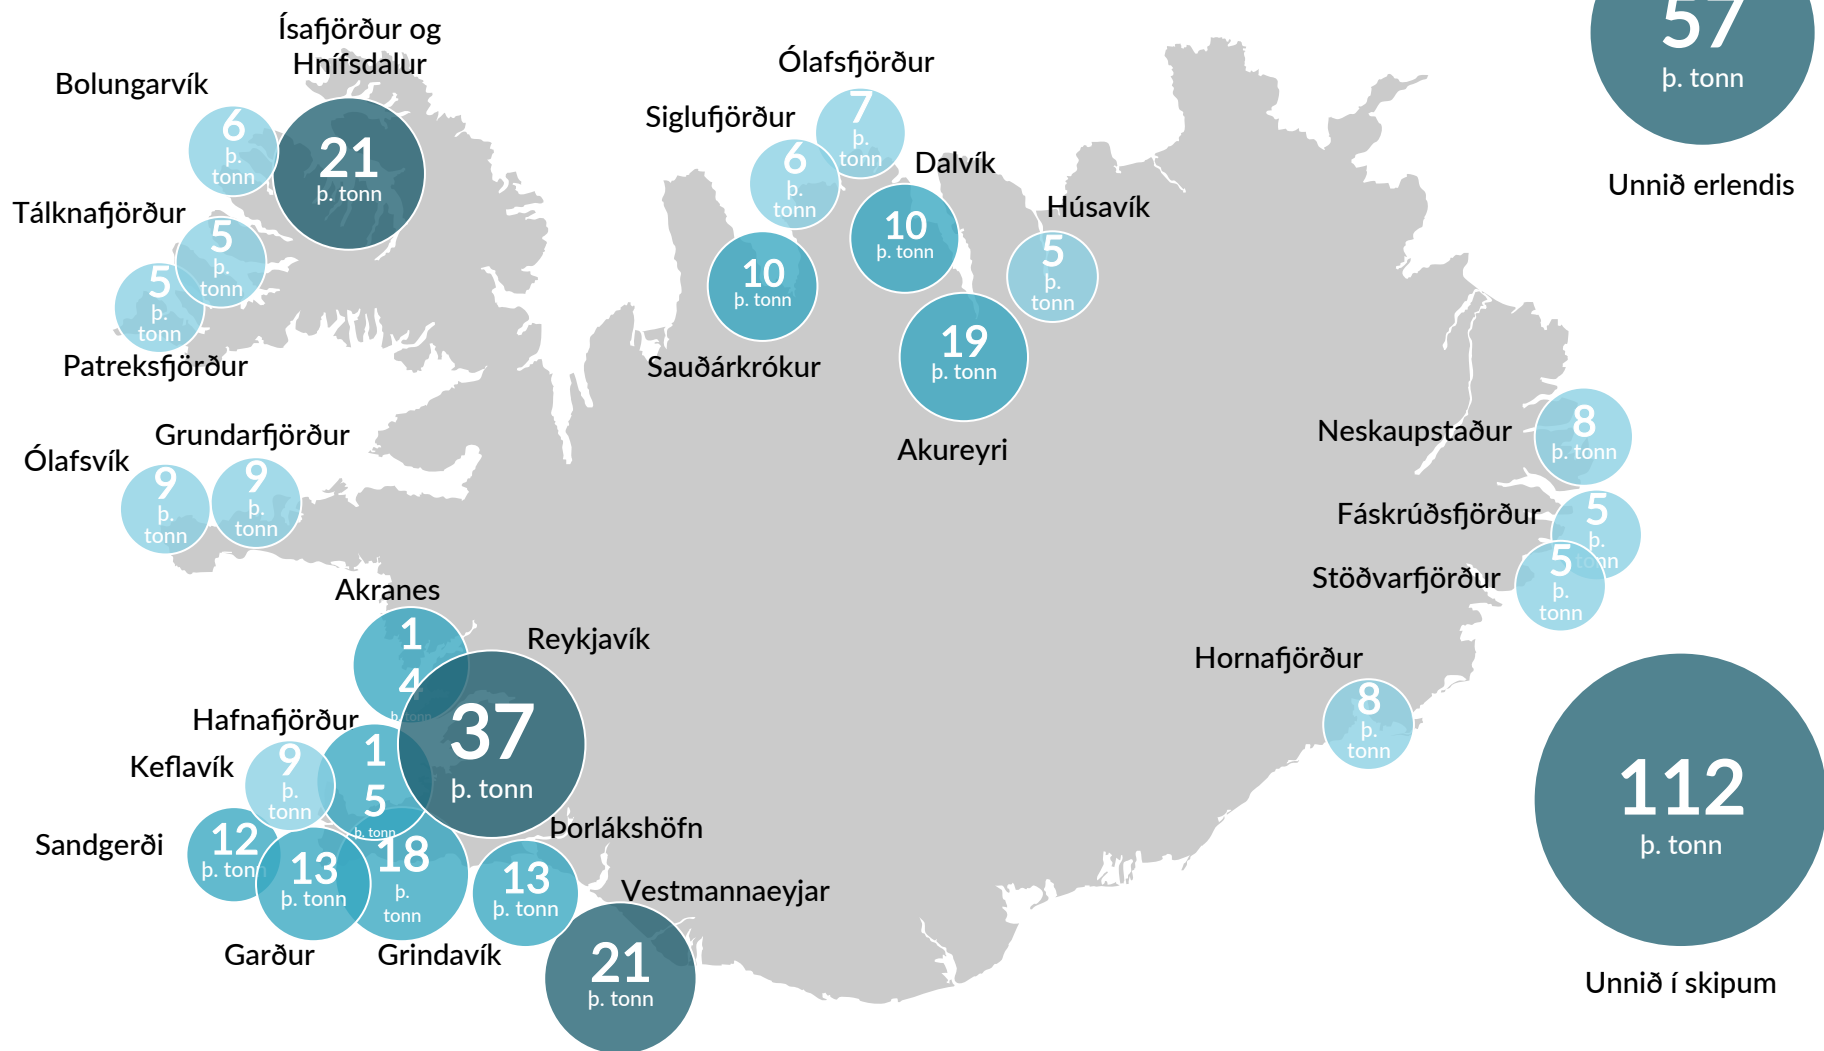 Ísafjörður og
Hnífsdalur
21
þ. tonn
Bolungarvík
6
þ.
tonn
Tálknafjörður
5
þ.
tonn
5
þ.
tonn
Patreksfjörður
Ólafsfjörður
7
þ.
tonn
Siglufjörður
6
þ.
tonn
Dalvík
10
þ. tonn
Húsavík
5
þ.
tonn
10
þ. tonn
Sauðárkrókur
19
þ. tonn
Akureyri
57
þ. tonn
Unnið erlendis
Ólafsvík
9
þ.
tonn
Grundarfjörður
9
þ.
tonn
Neskaupstaður
8
þ. tonn
Fáskrúðsfjörður
5
þ.
tonn
Stöðvarfjörður
5
þ.
tonn
Hornafjörður
8
þ.
tonn
Akranes
1
4
þ. tonn
Reykjavík
37
þ. tonn
Hafnafjörður
1
5
þ. tonn
Keflavík
9
þ.
tonn
Sandgerði
12
þ. tonn
13
þ. tonn
Garður
18
þ.
tonn
Grindavík
Þorlákshöfn
13
þ. tonn
Vestmannaeyjar
21
þ. tonn
112
þ. tonn
Unnið í skipum